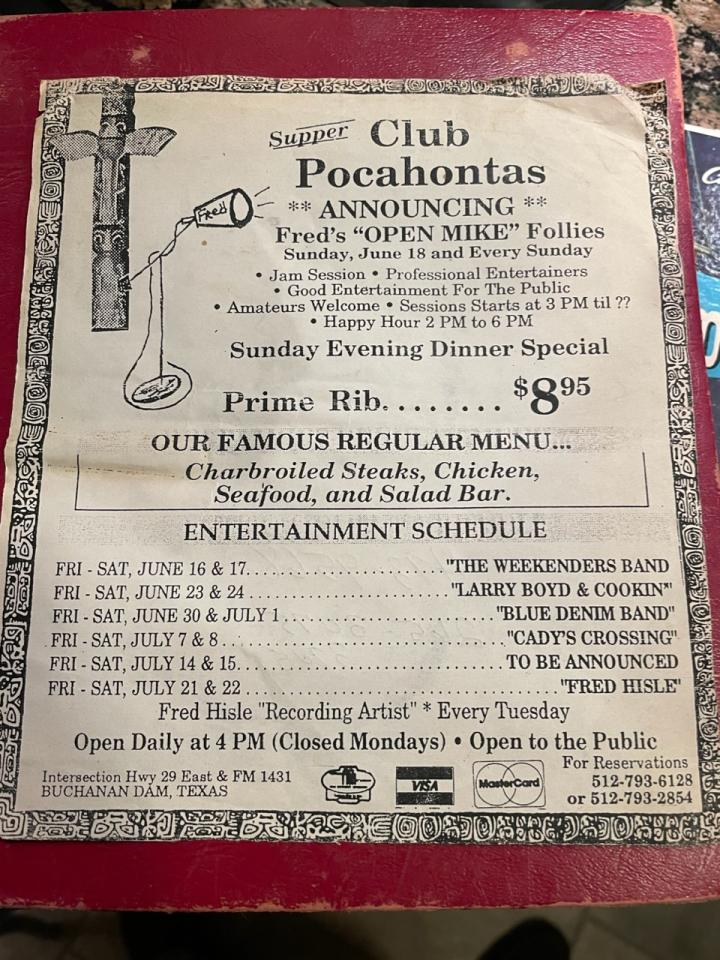 Supper Club
Pocahontas
** ANNOUNCING **
Fred
Fred's "OPEN MIKE" Follies
Sunday, June 18 and Every Sunday
• Jam Session • Professional Entertainers
• Good Entertainment For The Public
• Amateurs Welcome • Sessions Starts at 3 PM til ??
• Happy Hour 2 PM to 6 PM
Sunday Evening Dinner Special
Prime Rib........ $8.95
OUR FAMOUS REGULAR MENU...
Charbroiled Steaks, Chicken,
Seafood, and Salad Bar.
ENTERTAINMENT SCHEDULE
FRI - SAT, JUNE 16 & 17........................."THE WEEKENDERS BAND
FRI - SAT, JUNE 23 & 24........................."LARRY BOYD & COOKIN"
FRI - SAT, JUNE 30 & JULY 1..........................."BLUE DENIM BAND"
FRI - SAT, JULY 7 & 8................................"CADY'S CROSSING"
FRI - SAT, JULY 14 & 15..............................TO BE ANNOUNCED
FRI - SAT, JULY 21 & 22......................................"FRED HISLE"
Fred Hisle "Recording Artist" * Every Tuesday
Open Daily at 4 PM (Closed Mondays) • Open to the Public
Intersection Hwy 29 East & FM 1431
BUCHANAN DAM, TEXAS
VISA
MasterCard
For Reservations
512-793-6128
or 512-793-2854